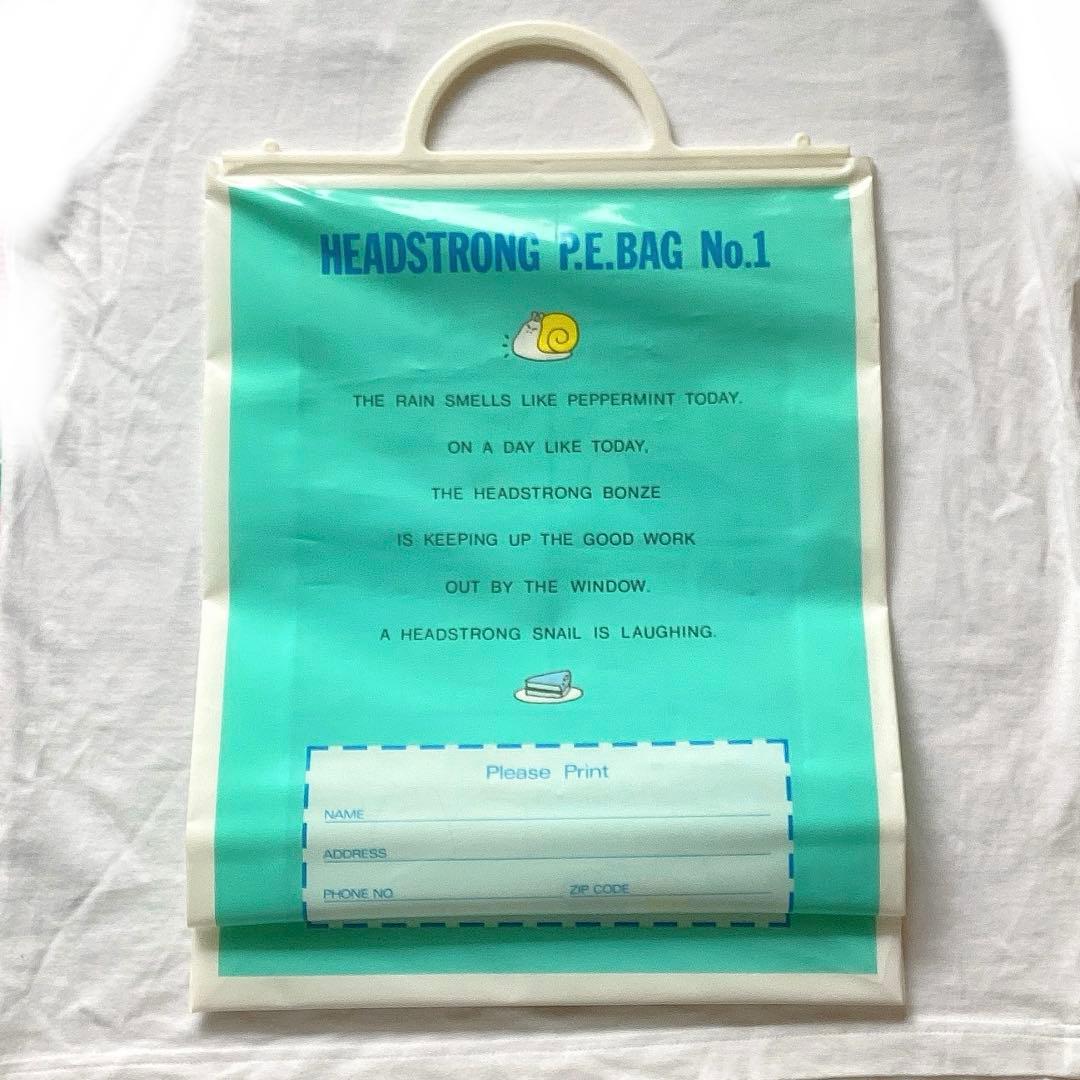 HEADSTRONG P.E.BAG No.1
THE RAIN SMELLS LIKE PEPPERMINT TODAY.
ON A DAY LIKE TODAY,
THE HEADSTRONG BONZE
IS KEEPING UP THE GOOD WORK
OUT BY THE WINDOW.
A HEADSTRONG SNAIL IS LAUGHING.
Please Print
NAME
ADDRESS
PHONE NO. ZIP CODE